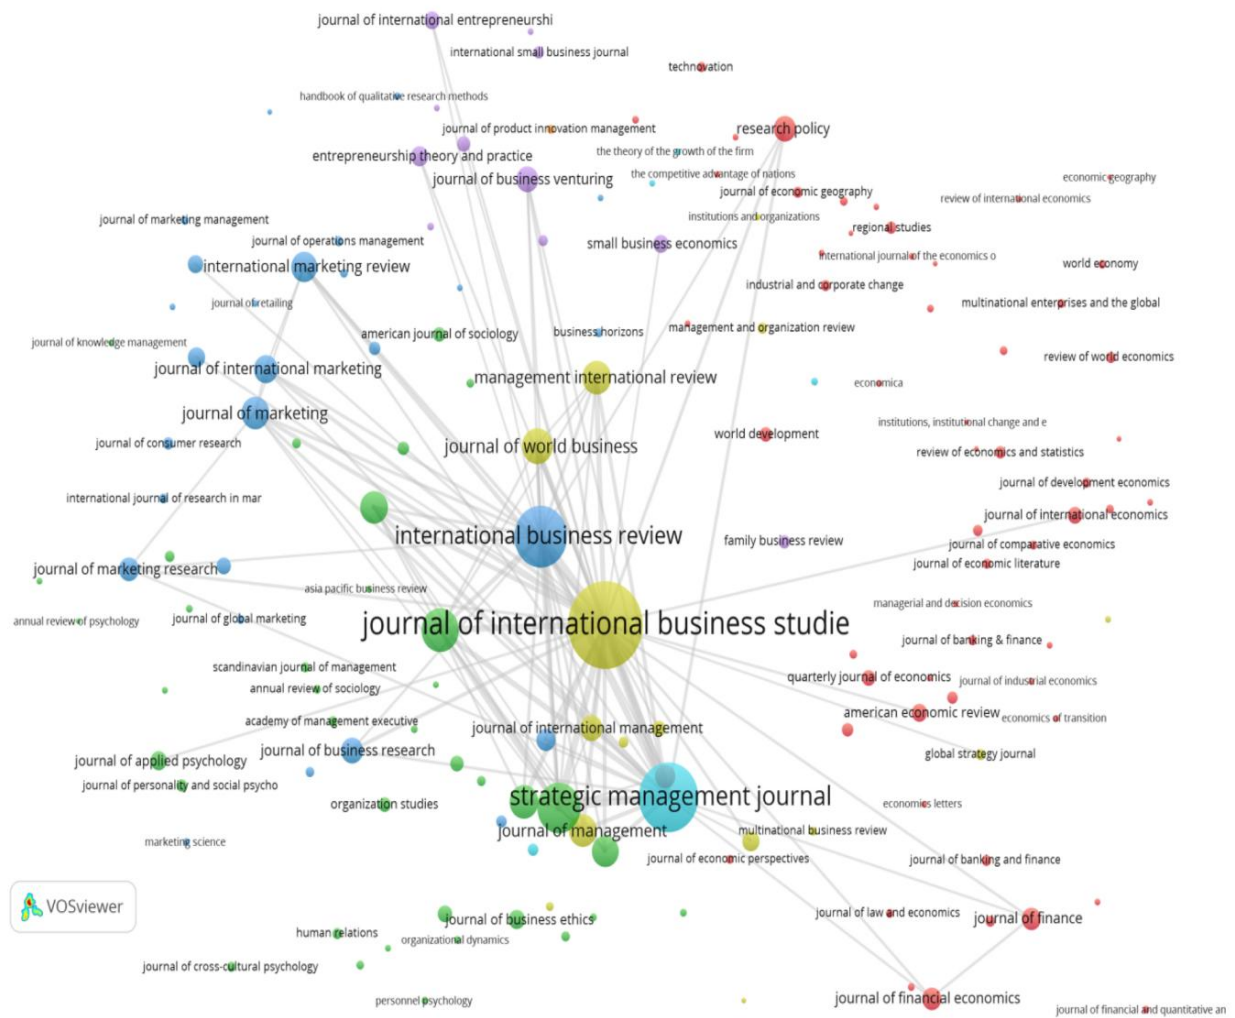 journal of international entrepreneurshi
international small business journal
technovation
handbook of qualitative research methods
journal of product innovation management
research policy
entrepreneurship theory and practice
the theory of the growth of the firm
journal of business venturing
the competitive advantage of nations
economic geography
journal of economic geography
review of international economics
journal of marketing management
institutions and organizations
regional studies
journal of operations management
small business economics
international journal of the economics o
international marketing review
world economy
industrial and corporate change
journal of retailing
multinational enterprises and the global
american journal of sociology
business horizons
management and organization review
journal of knowledge management
review of world economics
journal of international marketing
management international review
economica
journal of marketing
institutions, institutional change and e
world development
journal of consumer research
journal of world business
review of economics and statistics
journal of development economics
international journal of research in mar
journal of international economics
international business review
family business review
journal of comparative economics
journal of marketing research
journal of economic literature
asia pacific business review
managerial and decision economics
annual review of psychology
journal of global marketing
journal of international business studie
journal of banking & finance
scandinavian journal of management
quarterly journal of economics
journal of industrial economics
annual review of sociology
american economic review
economics of transition
academy of management executive
journal of international management
journal of business research
global strategy journal
journal of applied psychology
journal of personality and social psycho
organization studies
strategic management journal
economics letters
journal of management
multinational business review
marketing science
journal of economic perspectives
journal of banking and finance
VOSviewer
journal of law and economics
journal of finance
journal of business ethics
human relations
organizational dynamics
journal of cross-cultural psychology
personnel psychology
journal of financial economics
journal of financial and quantitative an